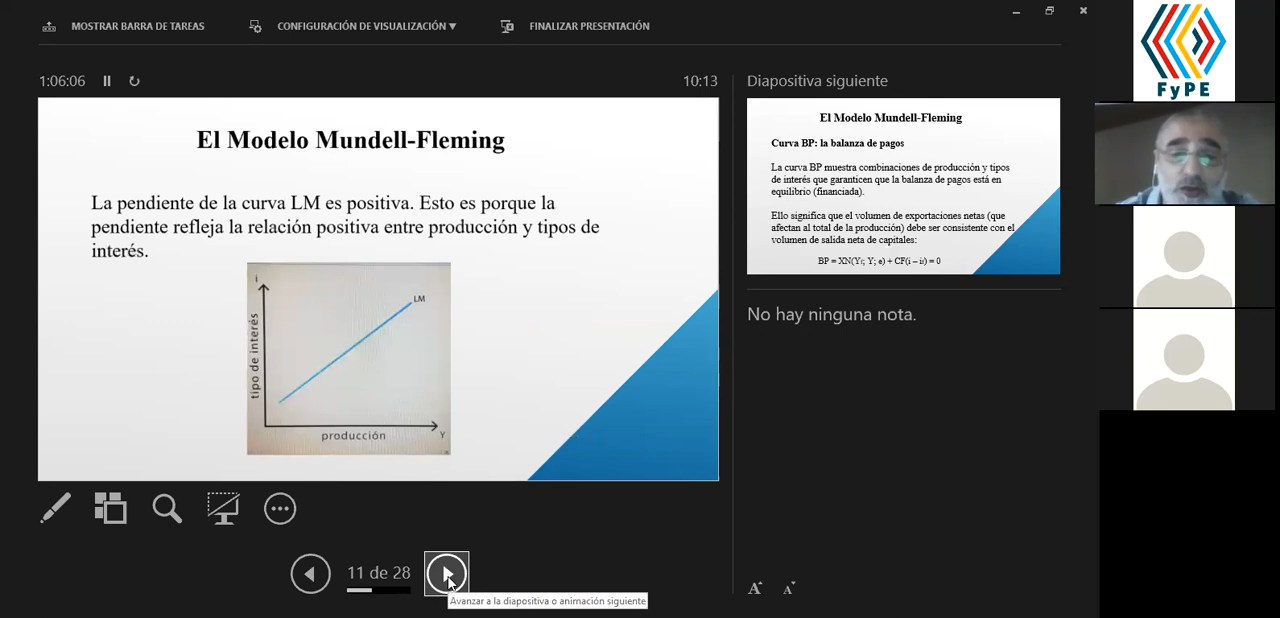 MOSTRAR BARRA DE TAREAS
CONFIGURACIÓN DE VISUALIZACIÓN ▼
FINALIZAR PRESENTACIÓN
1:06:06
10:13
El Modelo Mundell-Fleming
La pendiente de la curva LM es positiva. Esto es porque la
pendiente refleja la relación positiva entre producción y tipos de
interés.
i
LM
tipo de interés
producción
Y
11 de 28
Avanzar a la diapositiva o animación siguiente
Diapositiva siguiente
El Modelo Mundell-Fleming
Curva BP: la balanza de pagos
La curva BP muestra combinaciones de producción y tipos
de interés que garanticen que la balanza de pagos está en
equilibrio (financiada).
Ello significa que el volumen de exportaciones netas (que
afectan al total de la producción) debe ser consistente con el
volumen de salida neta de capitales:
No hay ninguna nota.
A A
FyPE